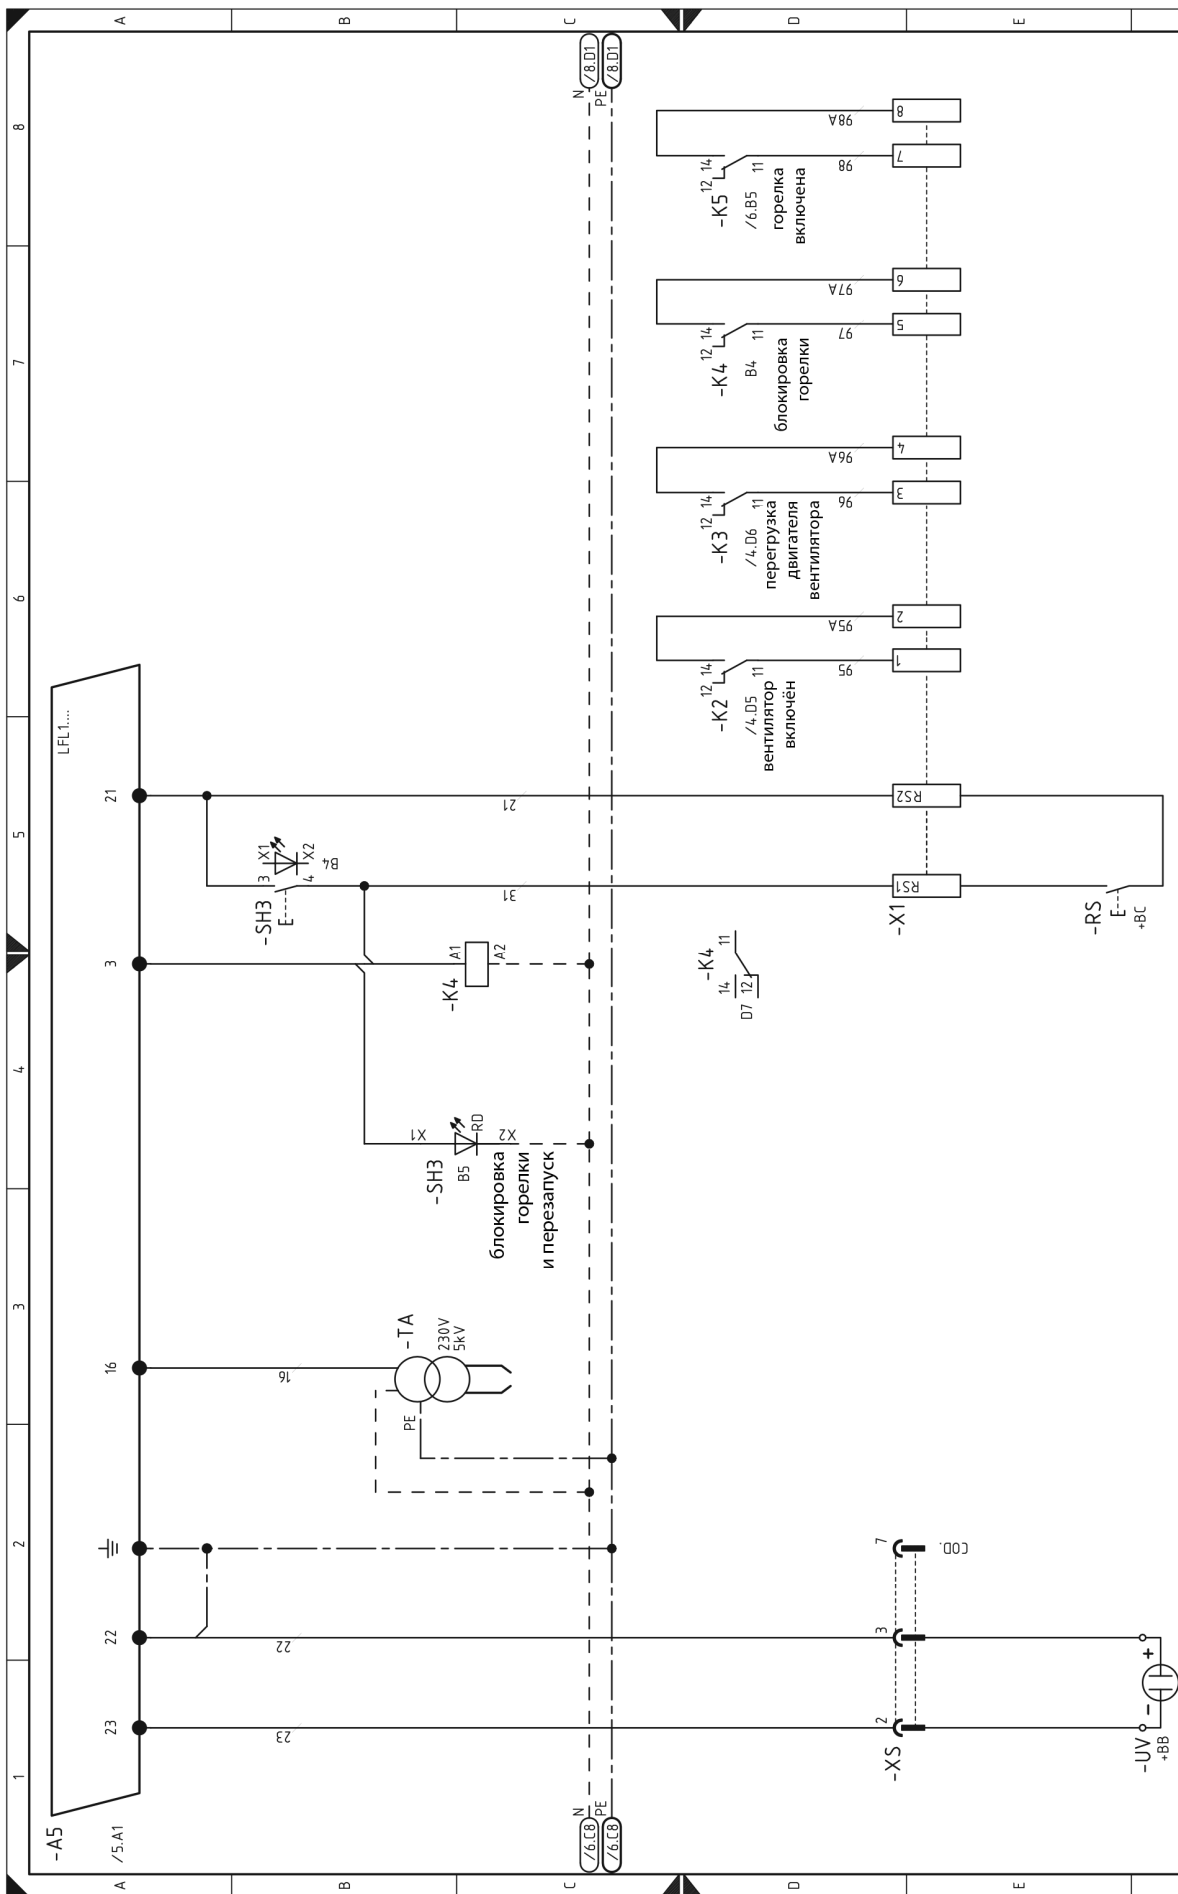 A
B
C
D
E
1
2
3
4
5
6
7
8
-A5
/5.A1
LFL1....
23
22
16
3
21
23
22
16
21
31
-SH3
3
4
X1
X2
B4
-K4
A1
A2
-SH3
B5
X1
X2
RD
блокировка
горелки
и перезапуск
-TA
230V
5kV
PE
N
PE
/6.C8
/6.C8
N
PE
/8.D1
/8.D1
-K4
14
12
11
D7
-K2
/4.D5
12
14
11
вентилятор
включён
95
95A
-K3
/4.D6
12
14
11
перегрузка
двигателя
вентилятора
96
96A
-K4
B4
12
14
11
блокировка
горелки
97
97A
-K5
/6.B5
12
14
11
горелка
включена
98
98A
-X1
RS1
RS2
1
2
3
4
5
6
7
8
-RS
+BC
-XS
2
3
7
COD.
-UV
+BB
-
+
A
B
C
D
E